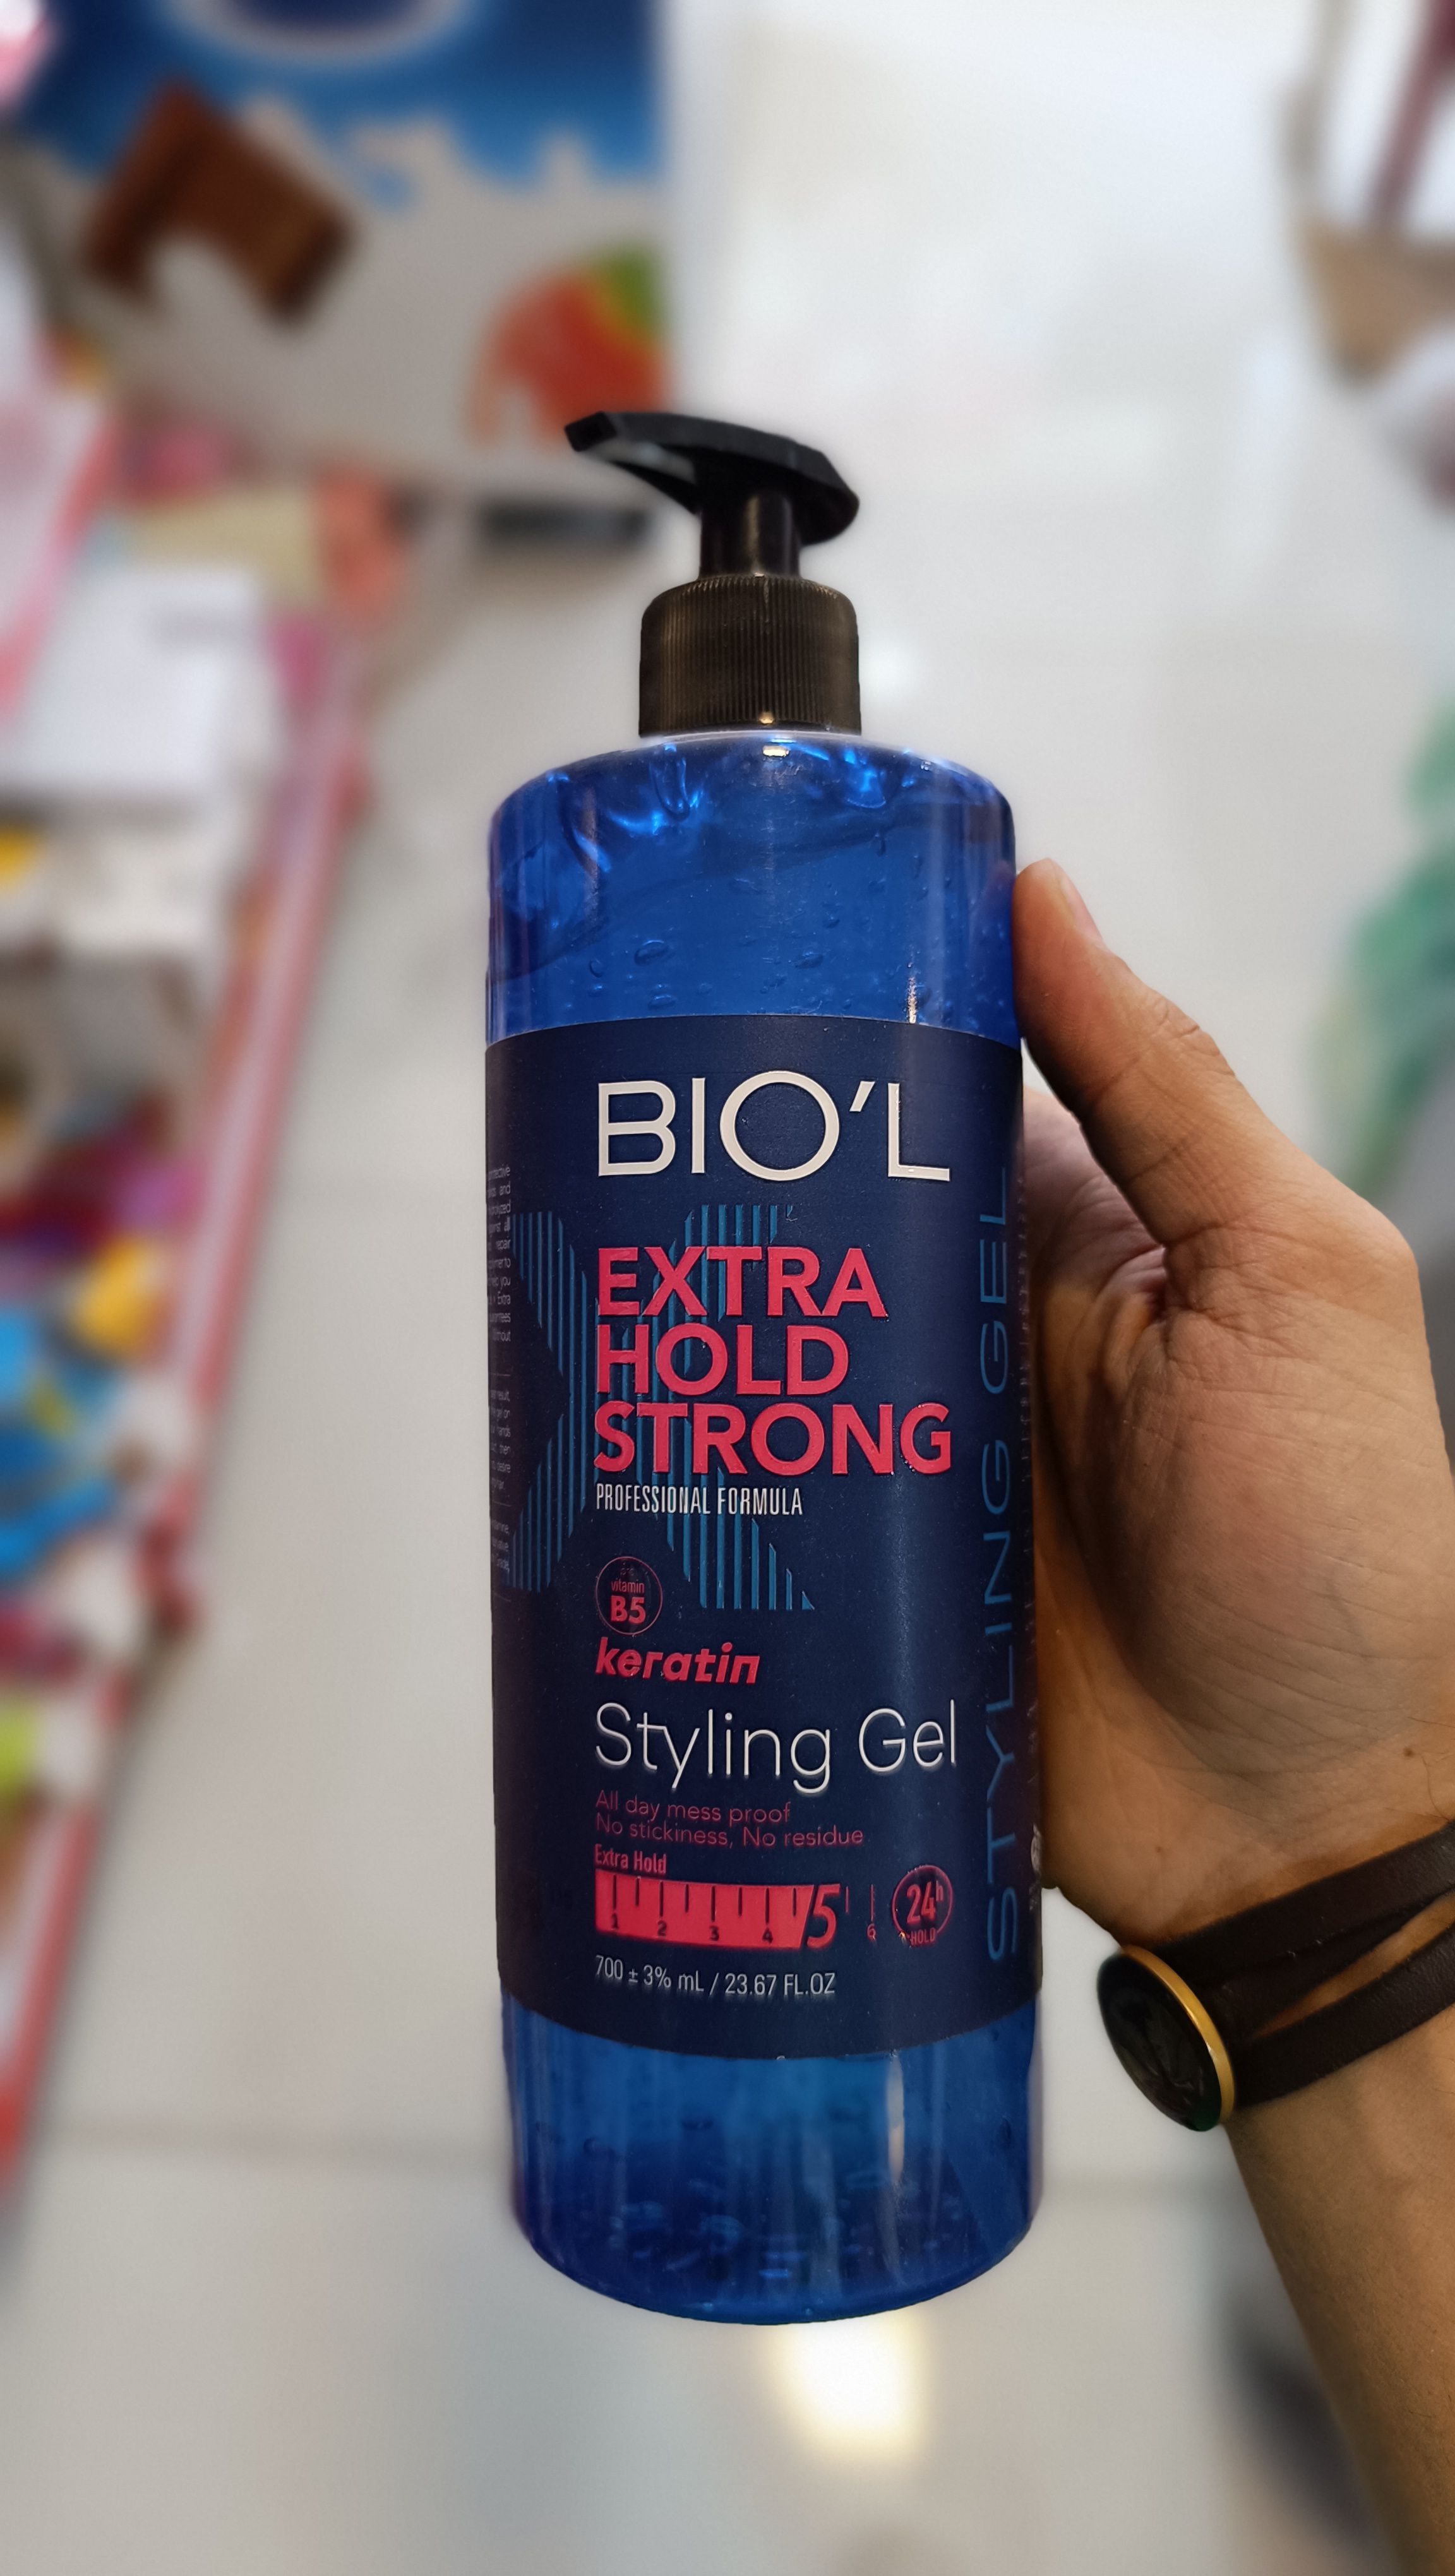 BIO'L
EXTRA
HOLD
STRONG
PROFESSIONAL FORMULA
vitamin
B5
keratin
Styling Gel
All day mess proof
No stickiness, No residue
Extra Hold
1 2 3 4 5 6
24h
HOLD
700 ± 3% mL / 23.67 FL.OZ
STYLING GEL